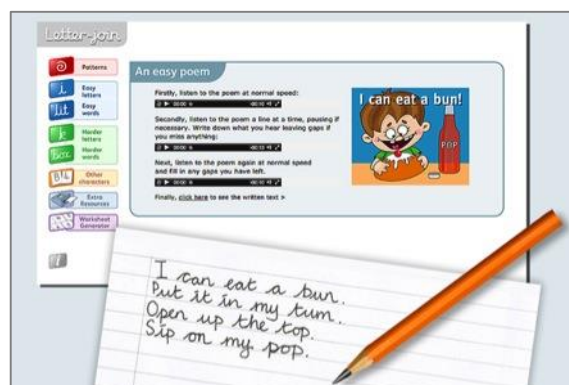 Letter-join
Patterns
Easy
letters
Easy
words
Harder
letters
Harder
words
Other
characters
Extra
Resources
Worksheet
Generator
An easy poem
Firstly, listen to the poem at normal speed:
Secondly, listen to the poem a line at a time, pausing if
necessary. Write down what you hear leaving gaps if
you miss anything:
Next, listen to the poem again at normal speed
and fill in any gaps you have left.
Finally, click here to see the written text >
I can eat a bun!
POP
I can eat a bun.
Put it in my tum.
Open up the top.
Sip on my pop.